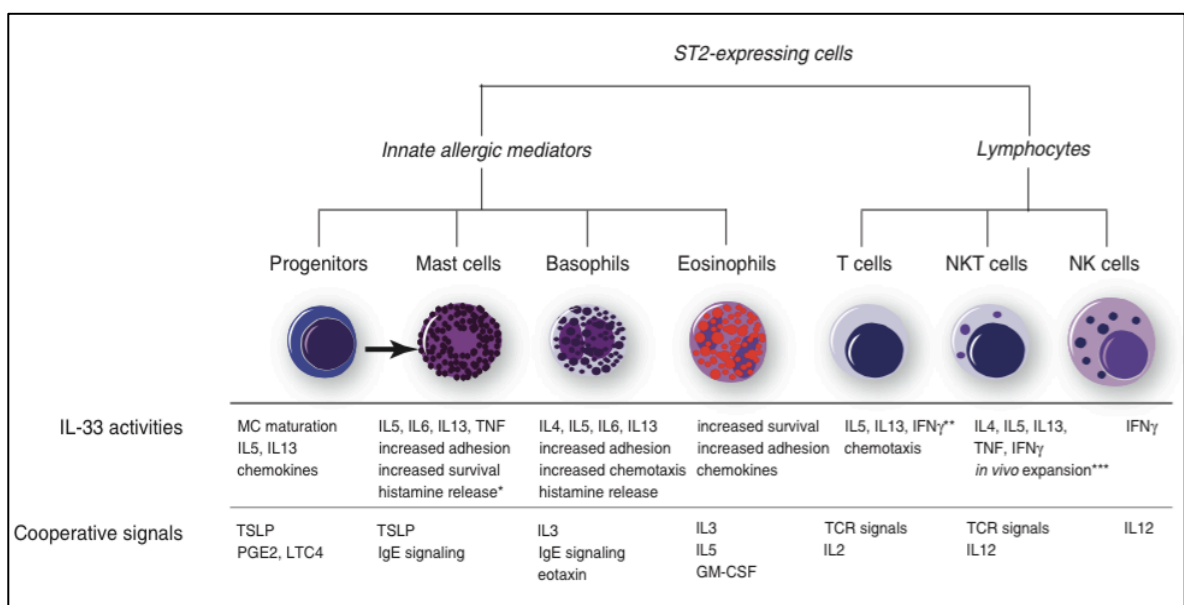 ST2-expressing cells
Innate allergic mediators
Lymphocytes
Progenitors
Mast cells
Basophils
Eosinophils
T cells
NKT cells
NK cells
IL-33 activities
MC maturation
IL5, IL13
chemokines
IL5, IL6, IL13, TNF
increased adhesion
increased survival
histamine release*
IL4, IL5, IL6, IL13
increased adhesion
increased chemotaxis
histamine release
increased survival
increased adhesion
chemokines
IL5, IL13, IFNγ**
chemotaxis
IL4, IL5, IL13,
TNF, IFNγ
in vivo expansion***
IFNγ
Cooperative signals
TSLP
PGE2, LTC4
TSLP
IgE signaling
IL3
IgE signaling
eotaxin
IL3
IL5
GM-CSF
TCR signals
IL2
TCR signals
IL12
IL12